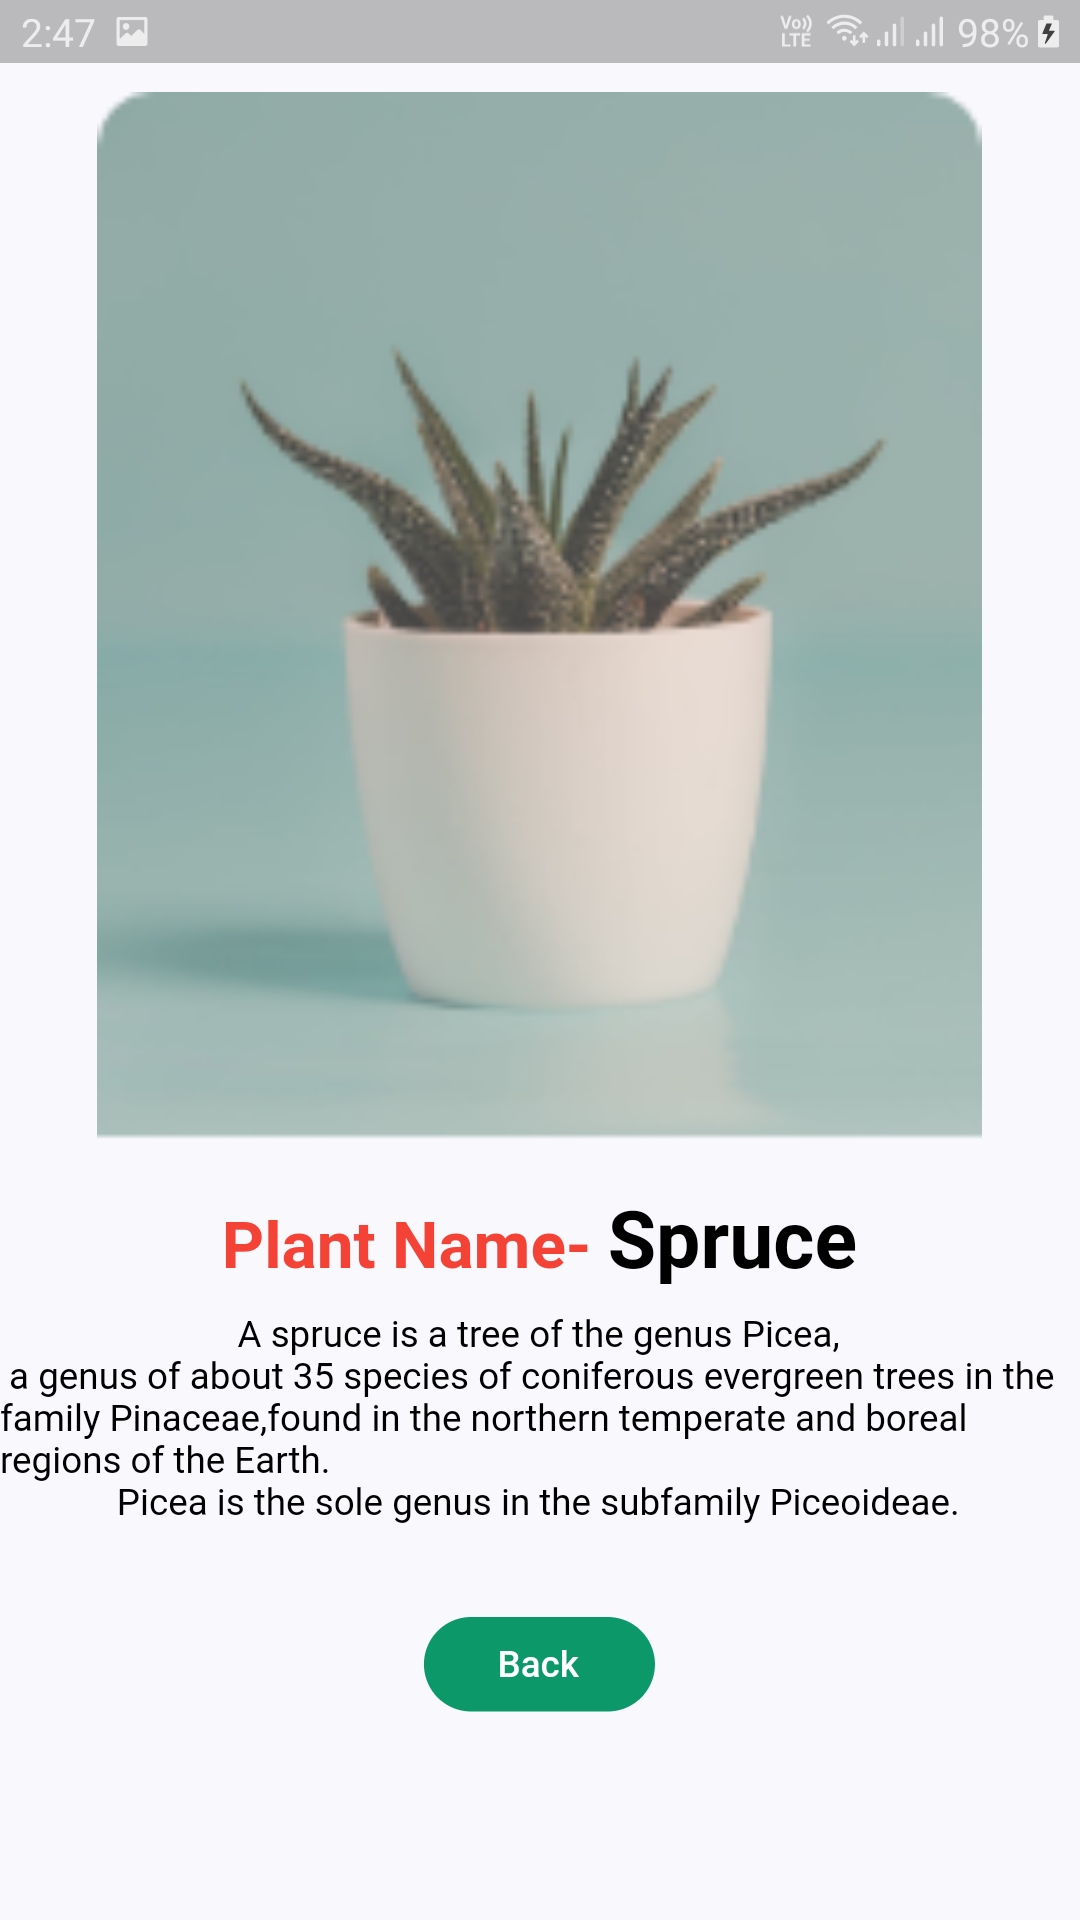 2:47 Vo)) LTE 98%
Plant Name- Spruce
A spruce is a tree of the genus Picea,
a genus of about 35 species of coniferous evergreen trees in the
family Pinaceae,found in the northern temperate and boreal
regions of the Earth.
Picea is the sole genus in the subfamily Piceoideae.
Back